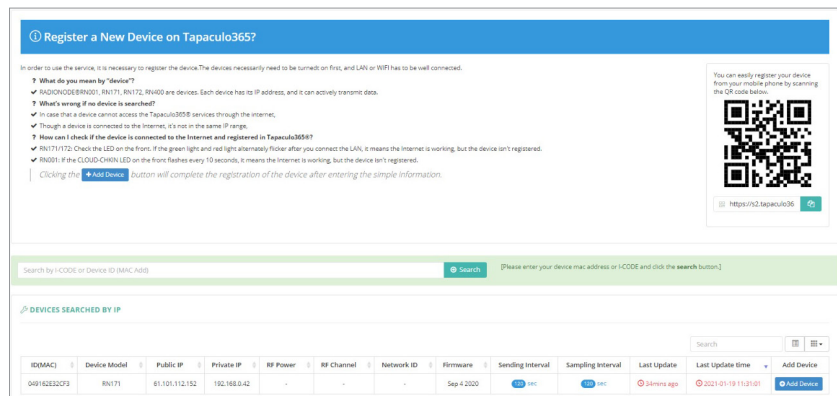 Register a New Device on Tapaculo365?
In order to use the service, it is necessary to register the device.The devices necessarily need to be turnedt on first, and LAN or WIFI has to be well connected.
? What do you mean by "device"?
✔ RADIONODE®RN001, RN171, RN172, RN400 are devices. Each device has its IP address, and it can actively transmit data.
? What's wrong if no device is searched?
✔ In case that a device cannot access the Tapaculo365® services through the internet,
✔ Though a device is connected to the Internet, it's not in the same IP range,
? How can I check if the device is connected to the Internet and registered in Tapaculo365®?
✔ RN171/172: Check the LED on the front. If the green light and red light alternately flicker after you connect the LAN, it means the Internet is working, but the device isn't registered.
✔ RN001: If the CLOUD-CHKIN LED on the front flashes every 10 seconds, it means the Internet is working, but the device isn't registered.
Clicking the + Add Device button will complete the registration of the device after entering the simple information.
You can easily register your device
from your mobile phone by scanning
the QR code below.
https://s2.tapaculo36
Search by I-CODE or Device ID (MAC Add)
Search
[Please enter your device mac address or I-CODE and click the search button.]
DEVICES SEARCHED BY IP
Search
ID(MAC) Device Model Public IP Private IP RF Power RF Channel Network ID Firmware Sending Interval Sampling Interval Last Update Last Update time Add Device
049162E32CF3 RN171 61.101.112.152 192.168.0.42 - - - Sep 4 2020 120 sec 120 sec 34mins ago 2021-01-19 11:31:01 Add Device